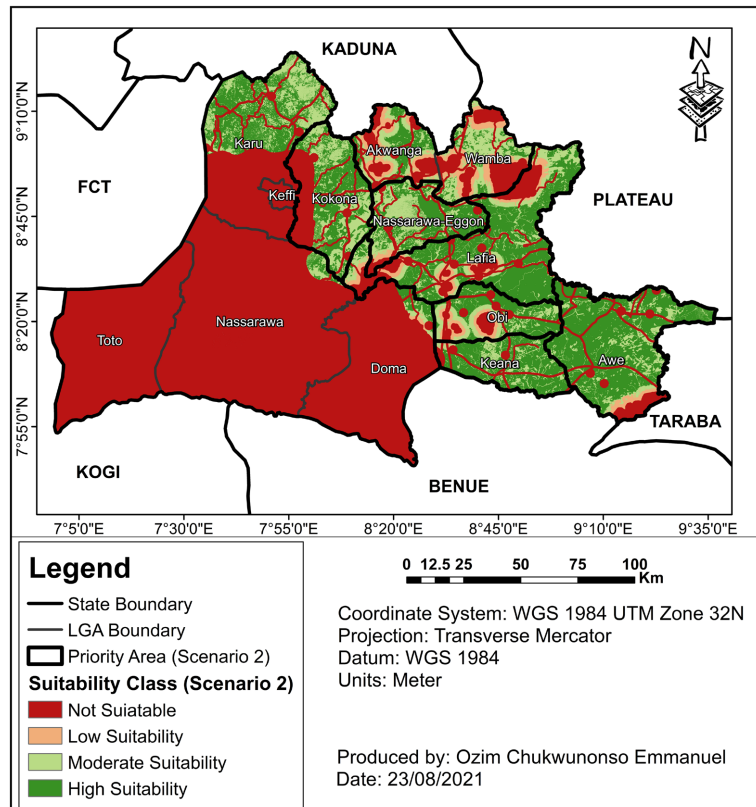 KADUNA
N
9°10'0"N
Karu
Akwanga
Wamba
FCT
Keffi
Kokona
PLATEAU
8°45'0"N
Nassarawa-Eggon
Lafia
8°20'0"N
Toto
Nassarawa
Obi
Doma
Keana
Awe
7°55'0"N
TARABA
KOGI
BENUE
7°5'0"E 7°30'0"E 7°55'0"E 8°20'0"E 8°45'0"E 9°10'0"E 9°35'0"E
Legend
State Boundary
LGA Boundary
Priority Area (Scenario 2)
Suitability Class (Scenario 2)
Not Suiatable
Low Suitability
Moderate Suitability
High Suitability
0 12.5 25 50 75 100
Km
Coordinate System: WGS 1984 UTM Zone 32N
Projection: Transverse Mercator
Datum: WGS 1984
Units: Meter
Produced by: Ozim Chukwunonso Emmanuel
Date: 23/08/2021